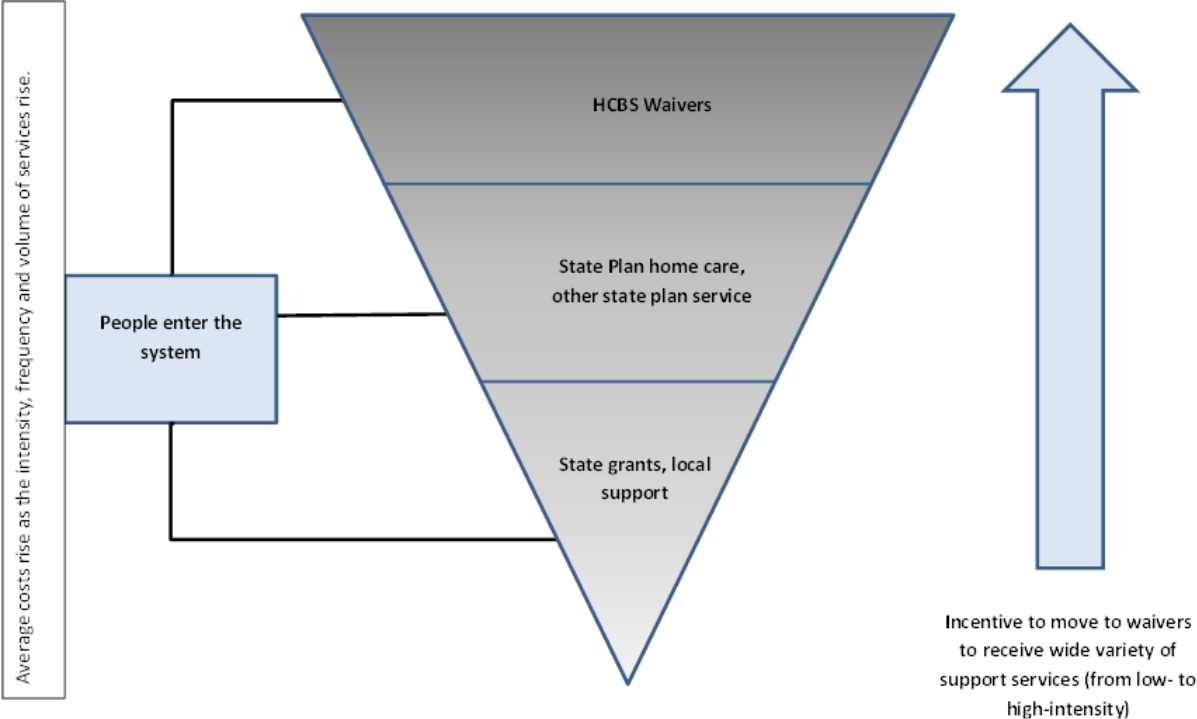 Average costs rise as the intensity, frequency and volume of services rise.
People enter the
system
HCBS Waivers
State Plan home care,
other state plan service
State grants, local
support
Incentive to move to waivers
to receive wide variety of
support services (from low- to
high-intensity)